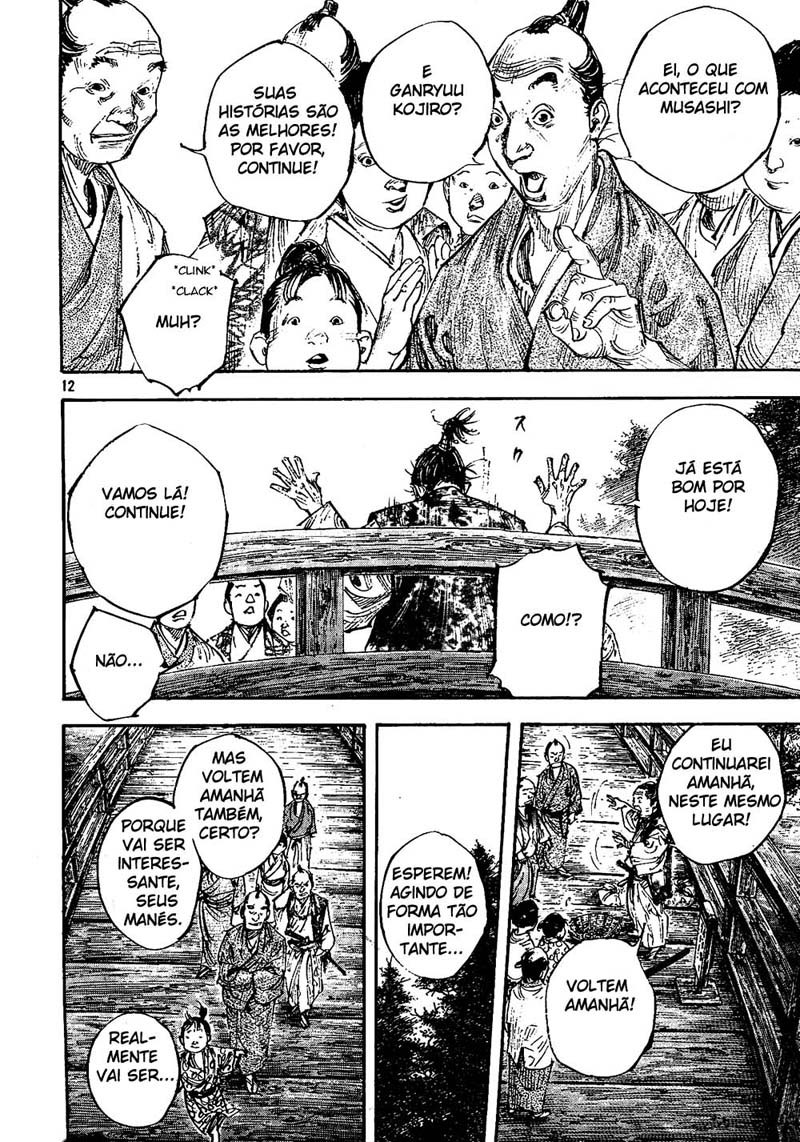 EI, O QUE
ACONTECEU COM
MUSASHI?
E
GANRYUU
KOJIRO?
SUAS
HISTÓRIAS SÃO
AS MELHORES!
POR FAVOR,
CONTINUE!
"CLINK"
"CLACK"
MUH?
12
JÁ ESTÁ
BOM POR
HOJE!
スッ
COMO!?
VAMOS LÁ!
CONTINUE!
NÃO...
EU
CONTINUAREI
AMANHÃ,
NESTE MESMO
LUGAR!
VOLTEM
AMANHÃ!
ESPEREM!
AGINDO DE
FORMA TÃO
IMPOR-
TANTE...
MAS
VOLTEM
AMANHÃ
TAMBÉM,
CERTO?
PORQUE
VAI SER
INTERES-
SANTE,
SEUS
MANÉS.
REAL-
MENTE
VAI SER...